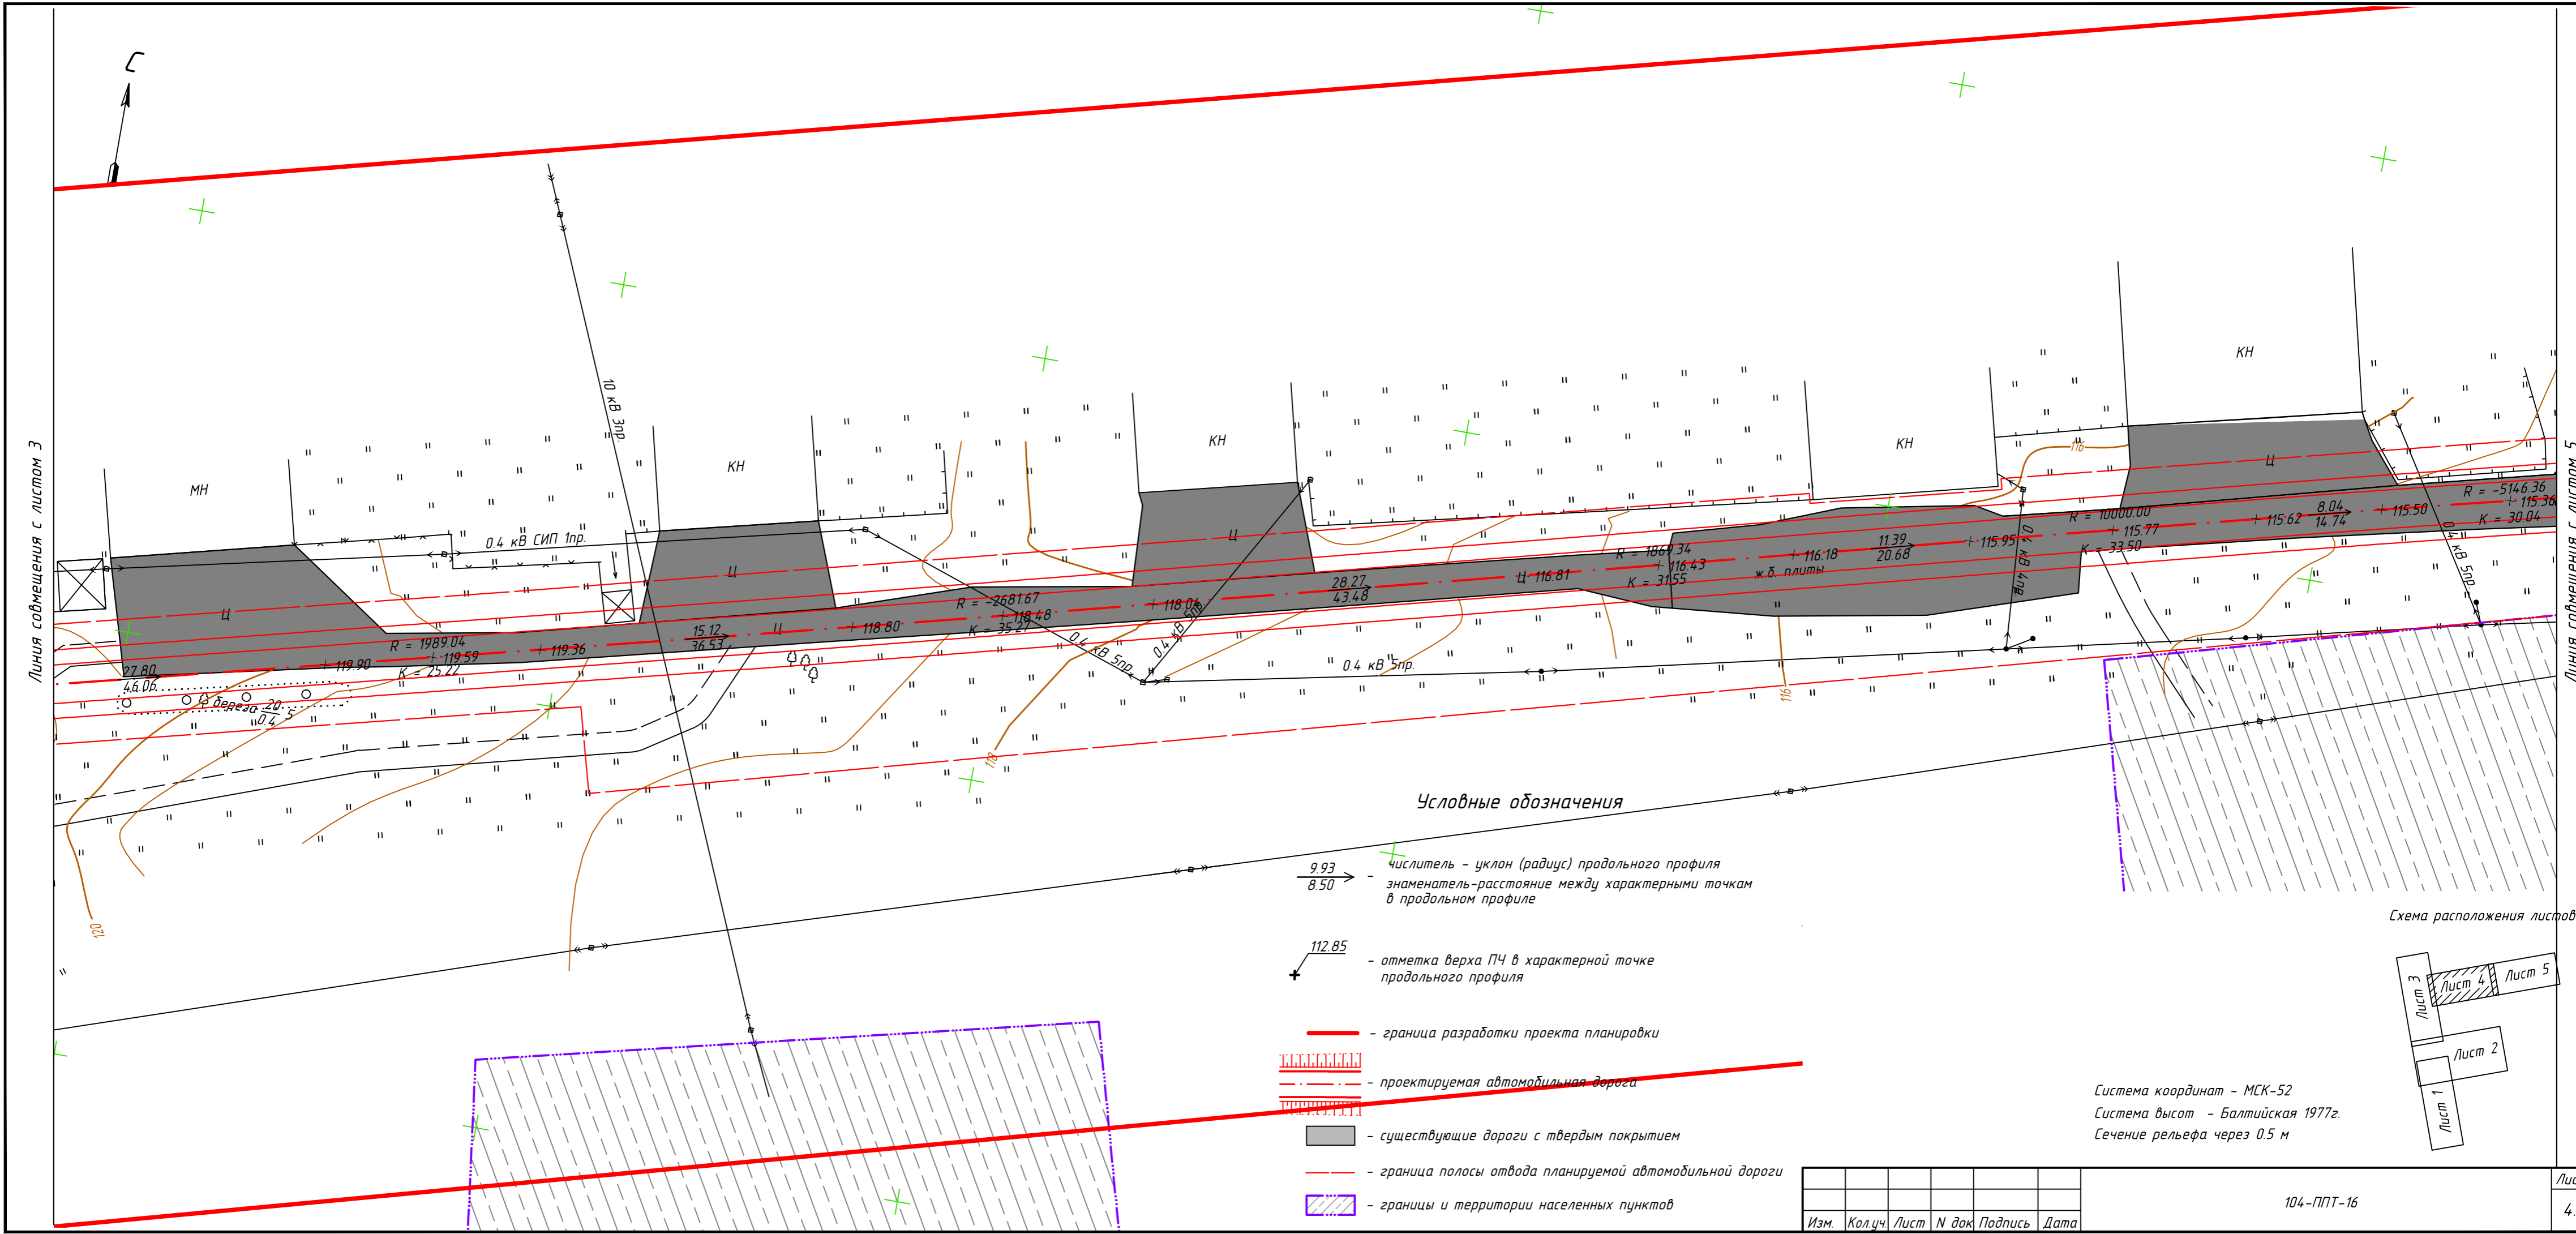 С
Линия совмещения с листом 3
Линия совмещения с листом 5
10 кВ 3пр.
МН
КН
КН
КН
КН
0.4 кВ СИП 1пр.
Ц
Ц
Ц
Ц
Ц
116
27.80
46.06
119.90
R = 1989.04
119.59
K = 25.22
119.36
15.12
36.53
Ц
118.80
R = -2681.67
118.48
K = 35.27
118.04
28.27
43.48
116.81
R = 1869.34
116.43
K = 31.55
116.18
ж.б. плиты
11.39
20.68
115.95
R = 10000.00
115.77
K = 33.50
115.62
8.04
14.74
115.50
R = -5146.36
115.36
K = 30.04
0.4 кВ 5пр.
0.4 кВ 5пр.
0.4 кВ 5пр.
0.4 кВ 4пр.
0.4 кВ 5пр.
береза 20
0.4 5
118
116
120
Условные обозначения
9.93
8.50
- числитель - уклон (радиус) продольного профиля
знаменатель-расстояние между характерными точками
в продольном профиле
112.85
- отметка верха ПЧ в характерной точке
продольного профиля
- граница разработки проекта планировки
- проектируемая автомобильная дорога
- существующие дороги с твердым покрытием
- граница полосы отвода планируемой автомобильной дороги
- границы и территории населенных пунктов
Схема расположения листов
Лист 3
Лист 4
Лист 5
Лист 2
Лист 1
Система координат - МСК-52
Система высот - Балтийская 1977г.
Сечение рельефа через 0.5 м
104-ППТ-16
Изм. Кол.уч. Лист N док Подпись Дата
4.